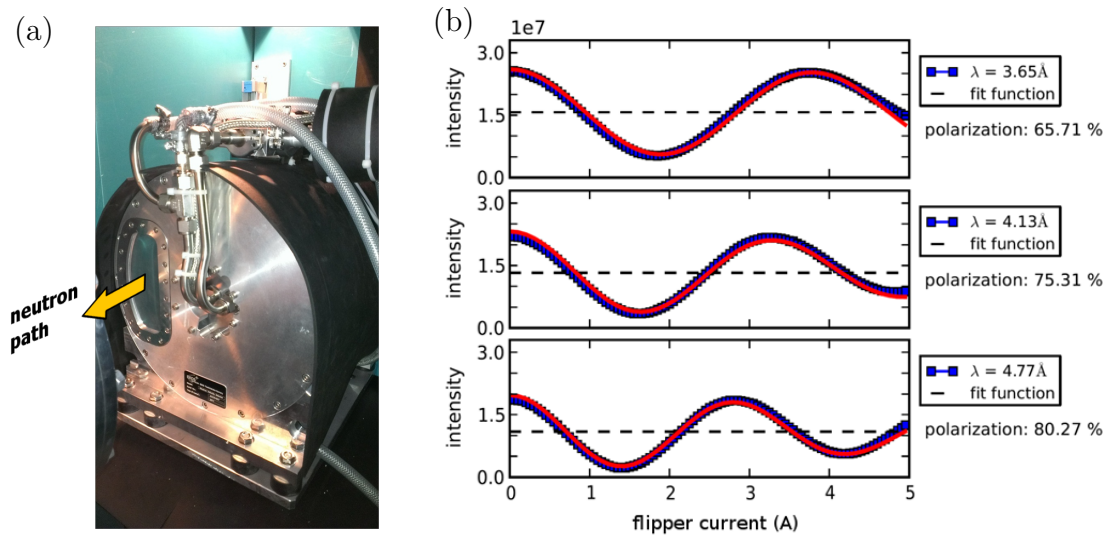 (a)
neutron
path
(b)
1e7
3.0
1.5
0.0
intensity
λ = 3.65Å
fit function
polarization: 65.71 %
3.0
1.5
0.0
intensity
λ = 4.13Å
fit function
polarization: 75.31 %
3.0
1.5
0.0
intensity
λ = 4.77Å
fit function
polarization: 80.27 %
0 1 2 3 4 5
flipper current (A)